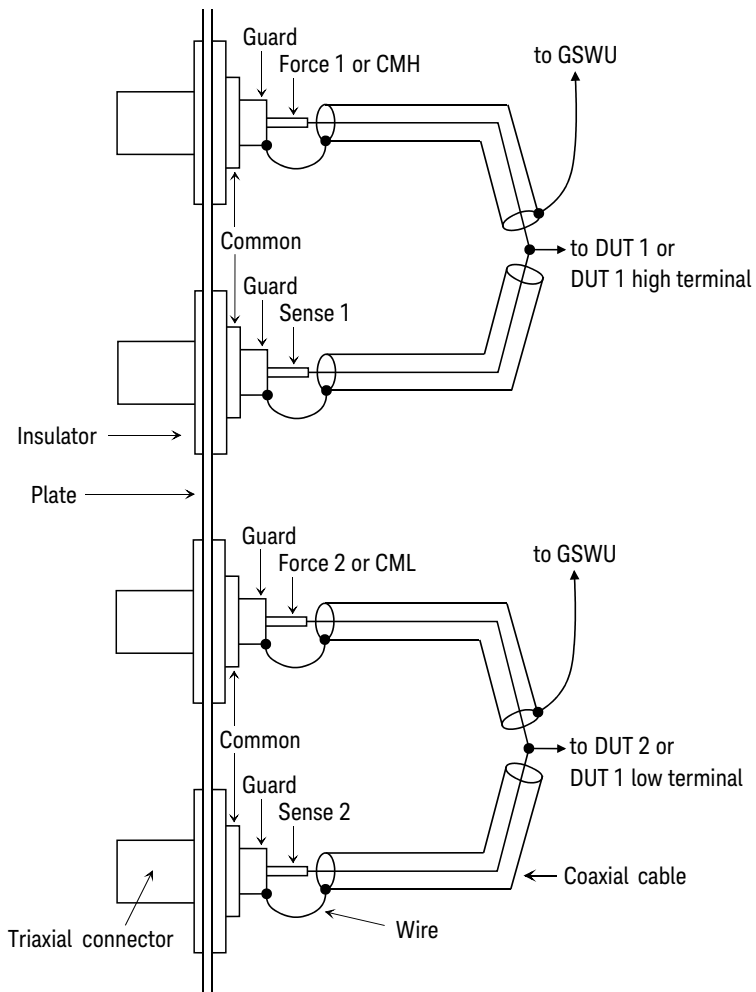 Guard
Force 1 or CMH
to GSWU
Common
to DUT 1 or
DUT 1 high terminal
Guard
Sense 1
Insulator
Plate
Guard
Force 2 or CML
to GSWU
Common
to DUT 2 or
DUT 1 low terminal
Guard
Sense 2
Coaxial cable
Wire
Triaxial connector